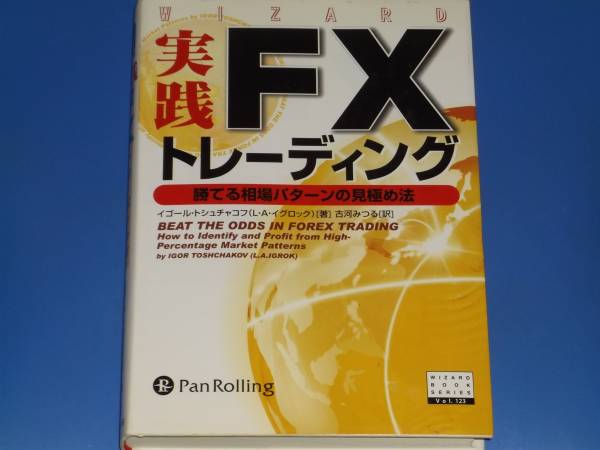 WIZARD
実践
FX
トレーディング
勝てる相場パターンの見極め法
イゴール・トシュチャコフ(L・A・イグロック)[著] 古河みつる[訳]
BEAT THE ODDS IN FOREX TRADING
How to Identify and Profit from High-
Percentage Market Patterns
by IGOR TOSHCHAKOV (L.A.IGROK)
PanRolling
WIZARD
BOOK
SERIES
Vol. 123